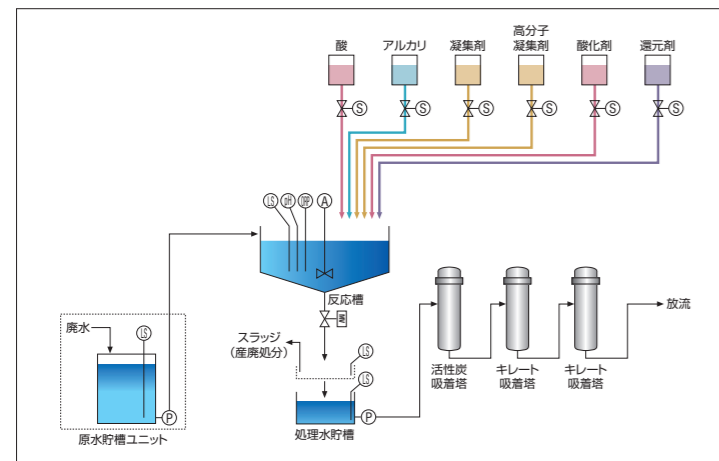 酸
アルカリ
凝集剤
高分子
凝集剤
酸化剤
還元剤
S
S
S
S
S
S
LS
pH
ORP
A
反応槽
M
スラッジ
(産廃処分)
LS
LS
P
処理水貯槽
廃水
LS
P
原水貯槽ユニット
活性炭
吸着塔
キレート
吸着塔
キレート
吸着塔
放流